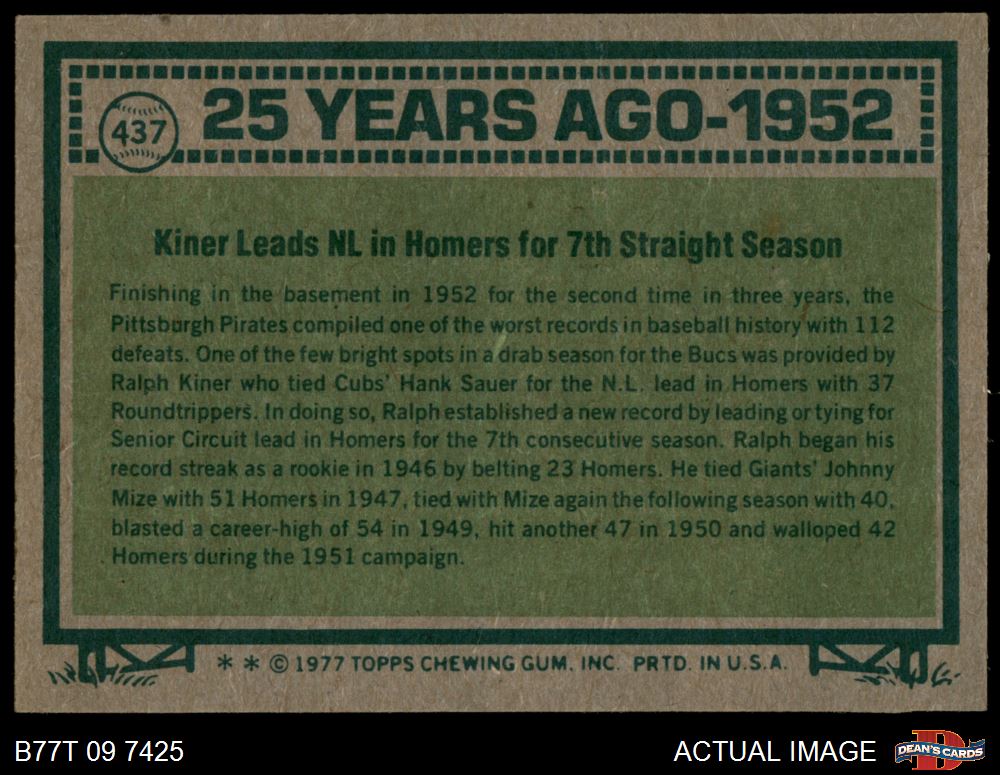 437
25 YEARS AGO-1952
Kiner Leads NL in Homers for 7th Straight Season
Finishing in the basement in 1952 for the second time in three years, the
Pittsburgh Pirates compiled one of the worst records in baseball history with 112
defeats. One of the few bright spots in a drab season for the Bucs was provided by
Ralph Kiner who tied Cubs' Hank Sauer for the N.L. lead in Homers with 37
Roundtrippers. In doing so, Ralph established a new record by leading or tying for
Senior Circuit lead in Homers for the 7th consecutive season. Ralph began his
record streak as a rookie in 1946 by belting 23 Homers. He tied Giants' Johnny
Mize with 51 Homers in 1947, tied with Mize again the following season with 40,
blasted a career-high of 54 in 1949, hit another 47 in 1950 and walloped 42
Homers during the 1951 campaign.
* * © 1977 TOPPS CHEWING GUM, INC. PRTD. IN U.S.A.
B77T 09 7425
ACTUAL IMAGE
D
DEAN'S CARDS